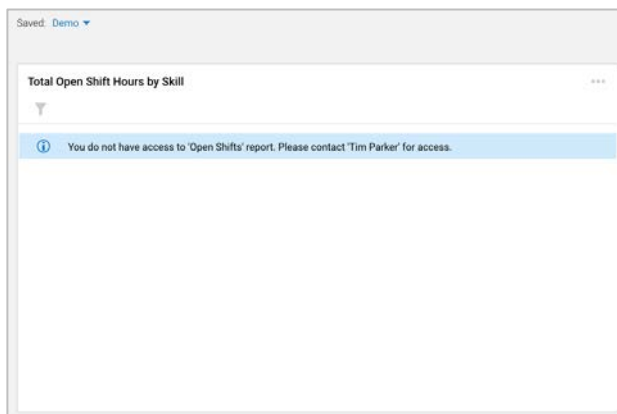 Saved: Demo
Total Open Shift Hours by Skill
You do not have access to 'Open Shifts' report. Please contact 'Tim Parker' for access.